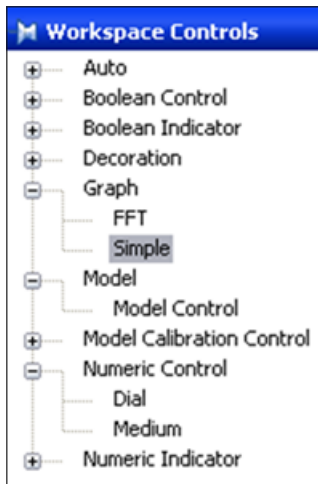 Workspace Controls
Auto
Boolean Control
Boolean Indicator
Decoration
Graph
FFT
Simple
Model
Model Control
Model Calibration Control
Numeric Control
Dial
Medium
Numeric Indicator